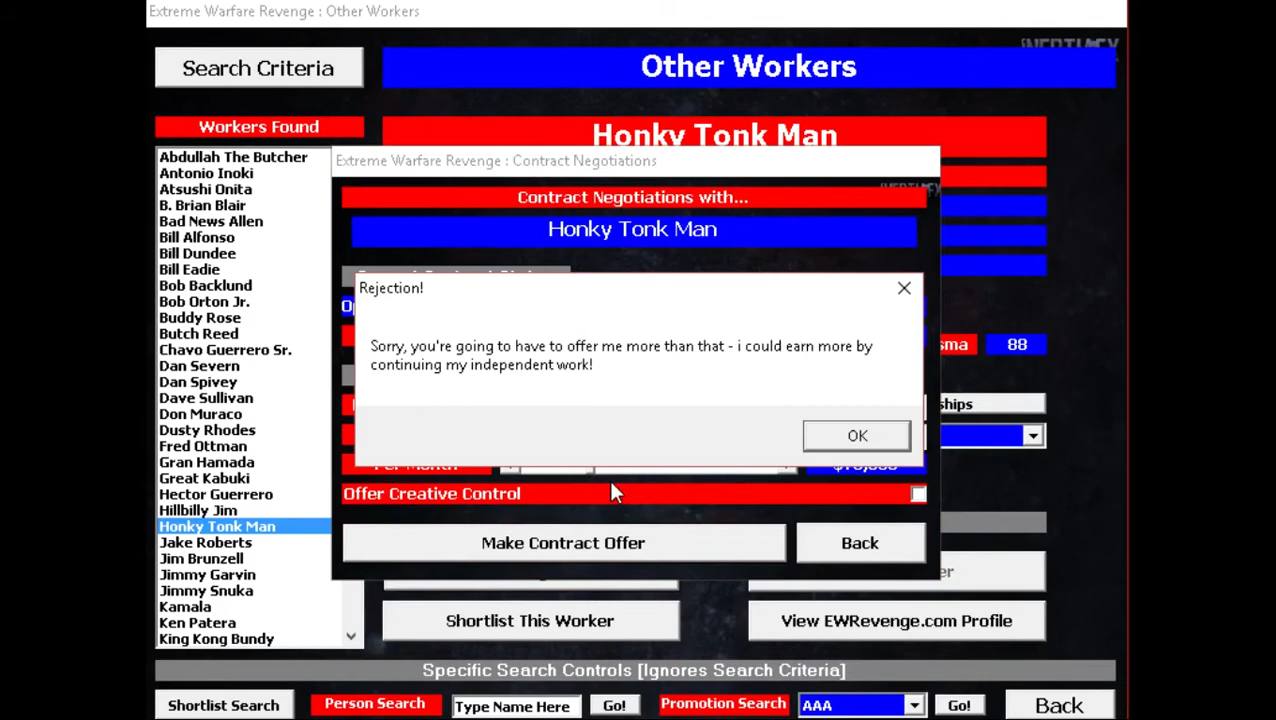 Extreme Warfare Revenge : Other Workers
Search Criteria
Other Workers
Workers Found
Honky Tonk Man
Abdullah The Butcher
Antonio Inoki
Atsushi Onita
B. Brian Blair
Bad News Allen
Bill Alfonso
Bill Dundee
Bill Eadie
Bob Backlund
Bob Orton Jr.
Buddy Rose
Butch Reed
Chavo Guerrero Sr.
Dan Severn
Dan Spivey
Dave Sullivan
Don Muraco
Dusty Rhodes
Fred Ottman
Gran Hamada
Great Kabuki
Hector Guerrero
Hillbilly Jim
Honky Tonk Man
Jake Roberts
Jim Brunzell
Jimmy Garvin
Jimmy Snuka
Kamala
Ken Patera
King Kong Bundy
Extreme Warfare Revenge : Contract Negotiations
Contract Negotiations with...
Honky Tonk Man
Rejection!
Sorry, you're going to have to offer me more than that - i could earn more by
continuing my independent work!
OK
88
Per Month
Offer Creative Control
Make Contract Offer
Back
Shortlist This Worker
View EWRevenge.com Profile
Specific Search Controls [Ignores Search Criteria]
Shortlist Search
Person Search
Type Name Here
Go!
Promotion Search
AAA
Go!
Back